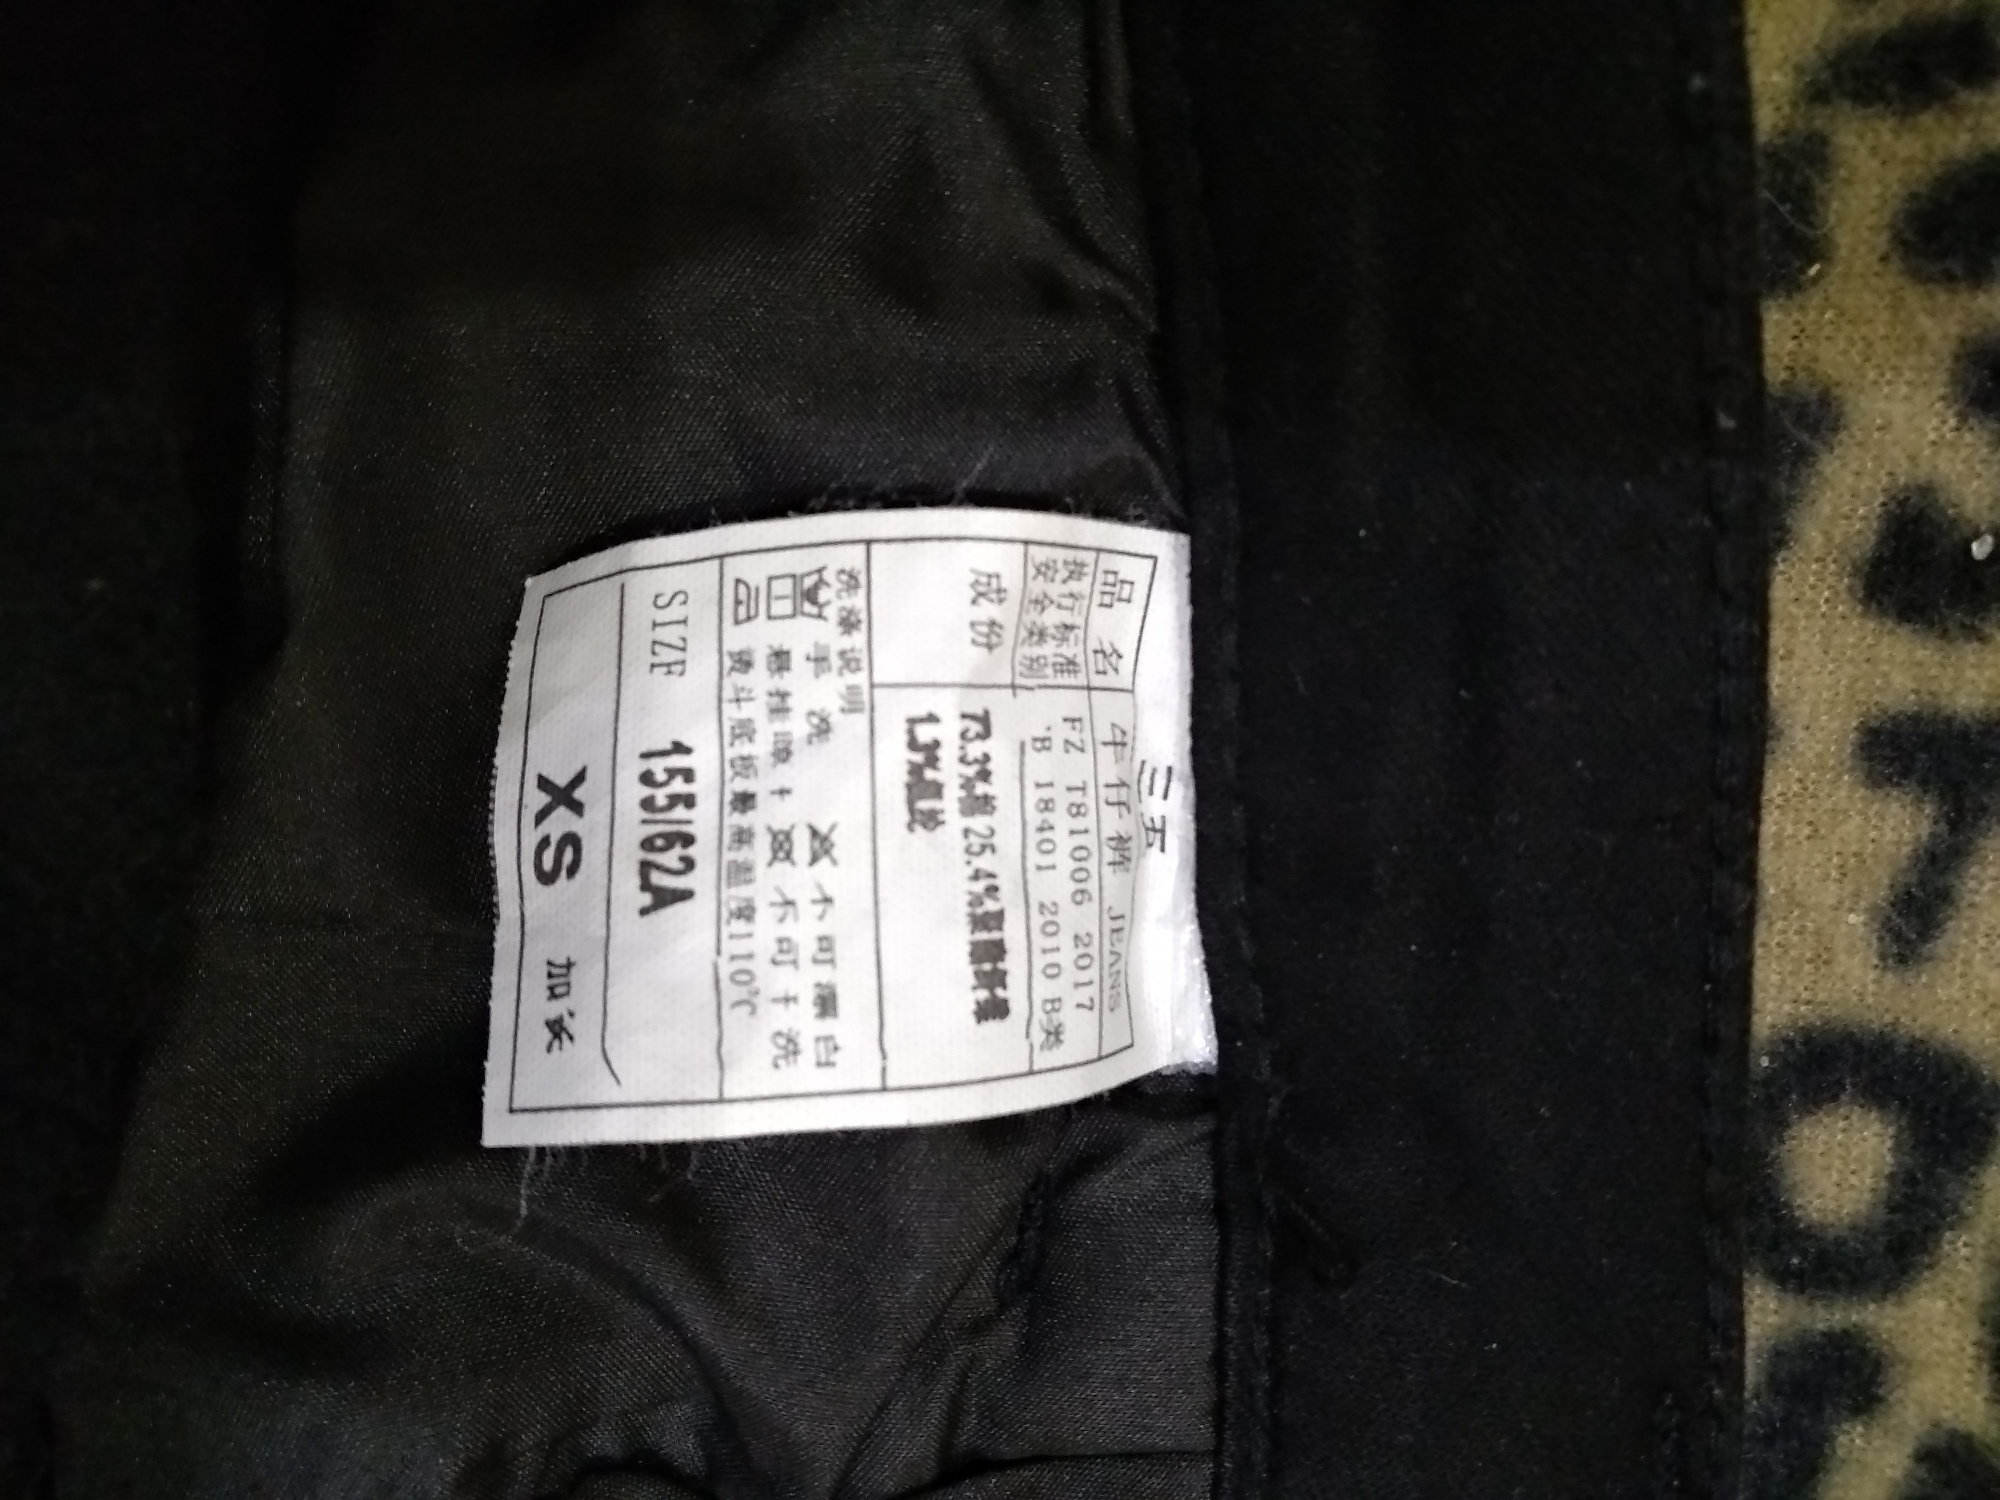 三五
品 名 牛仔裤 JEANS
执行标准 FZ T81006 2017
安全类别 B 18401 2010 B类
成 份 73.3%棉 25.4%聚酯纤维
1.3%氨纶
洗涤说明
手 洗 不可漂白
悬挂晾干 不可干洗
熨斗底板最高温度110℃
SIZE 155/62A
XS 加长